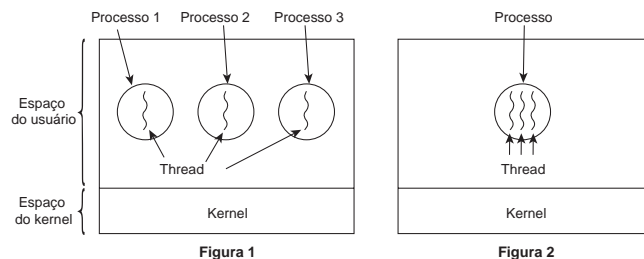 Processo 1 Processo 2 Processo 3
Espaço
do usuário
Thread
Espaço
do kernel
Kernel
Figura 1
Processo
Thread
Kernel
Figura 2